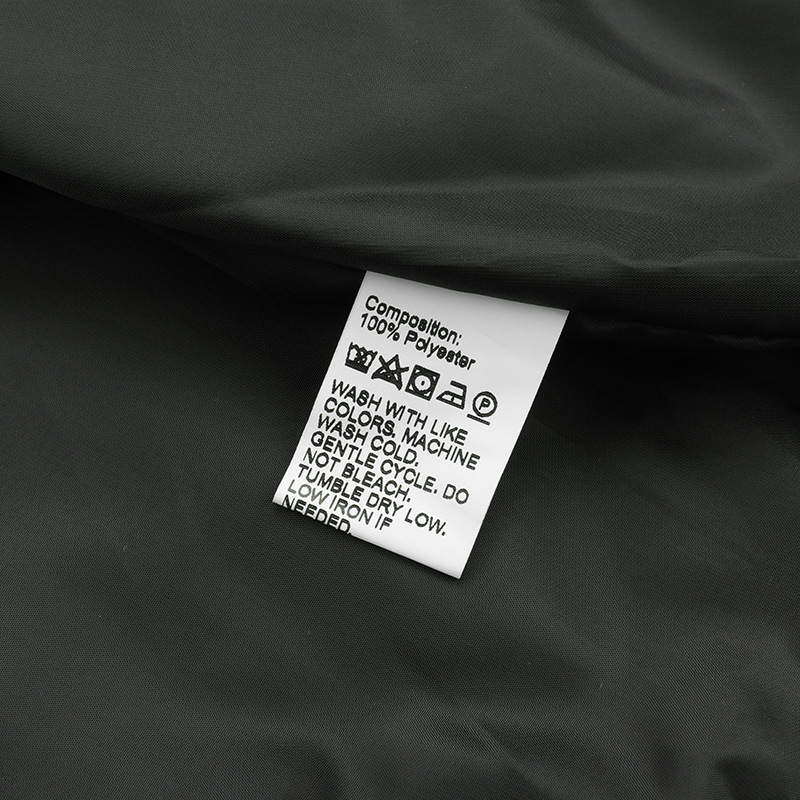 Composition:
100% Polyester
P
WASH WITH LIKE
COLORS. MACHINE
WASH COLD.
GENTLE CYCLE. DO
NOT BLEACH.
TUMBLE DRY LOW.
LOW IRON IF
NEEDED.